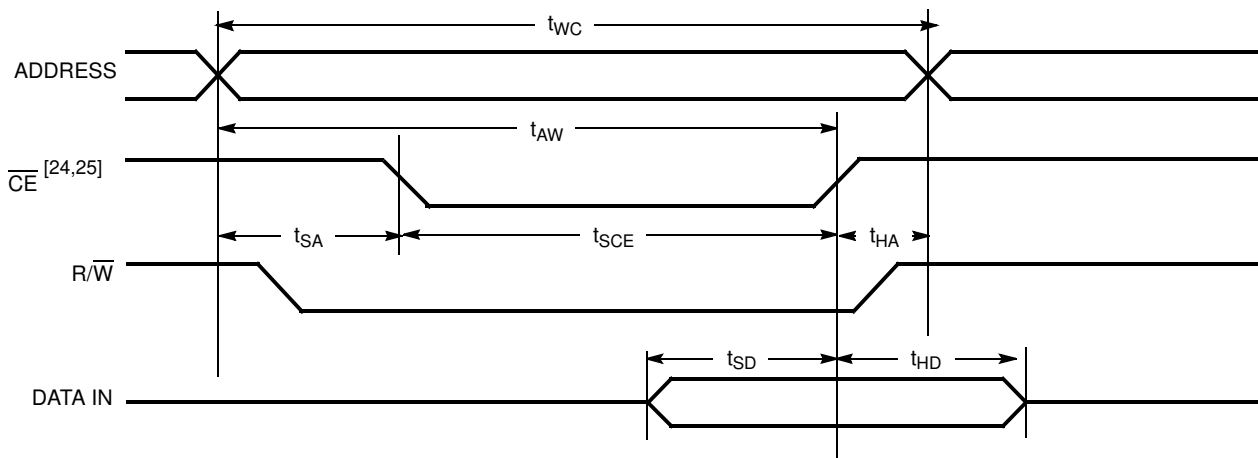 tWC
ADDRESS
tAW
CE [24,25]
tSA tSCE tHA
R/W
tSD tHD
DATA IN